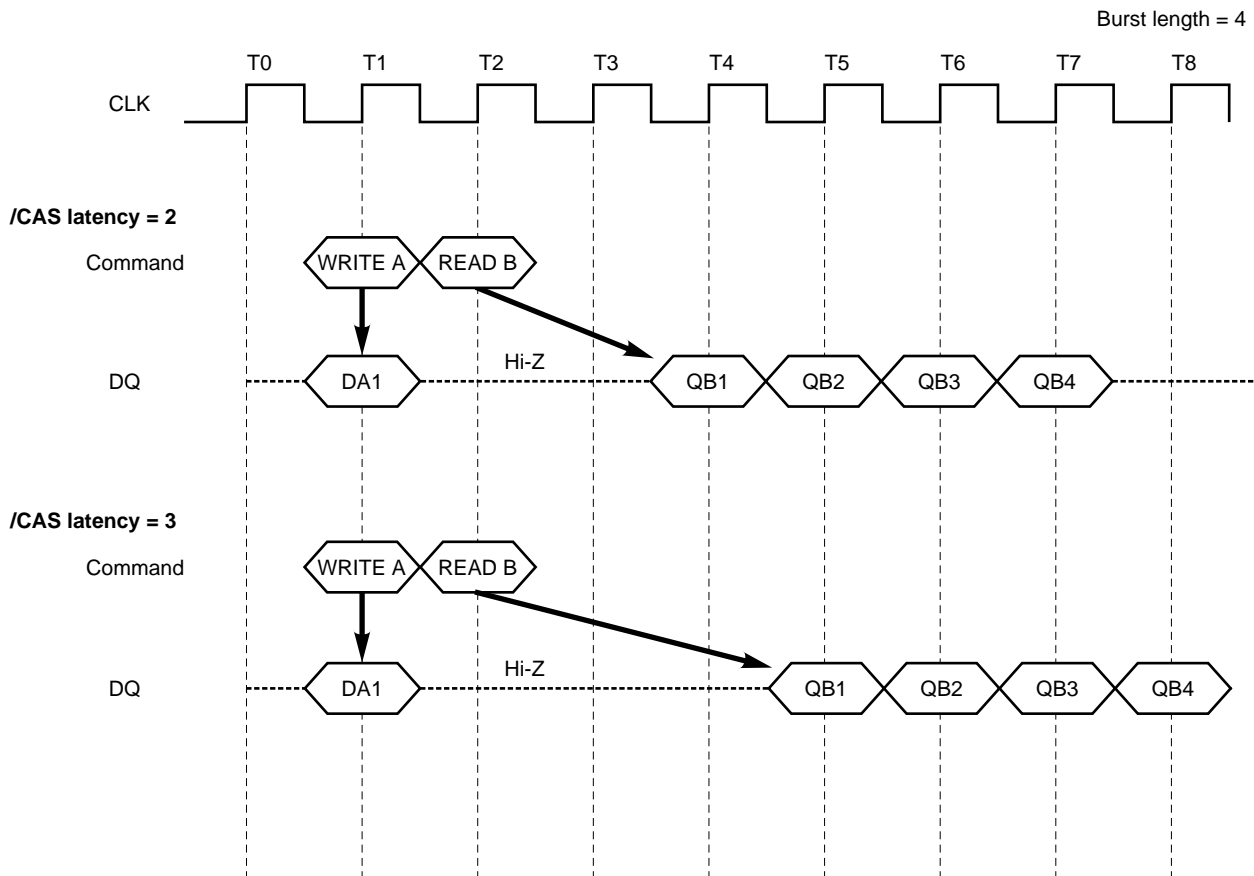 Burst length = 4
T0 T1 T2 T3 T4 T5 T6 T7 T8
CLK
/CAS latency = 2
Command WRITE A READ B
Hi-Z
DQ DA1 QB1 QB2 QB3 QB4
/CAS latency = 3
Command WRITE A READ B
Hi-Z
DQ DA1 QB1 QB2 QB3 QB4